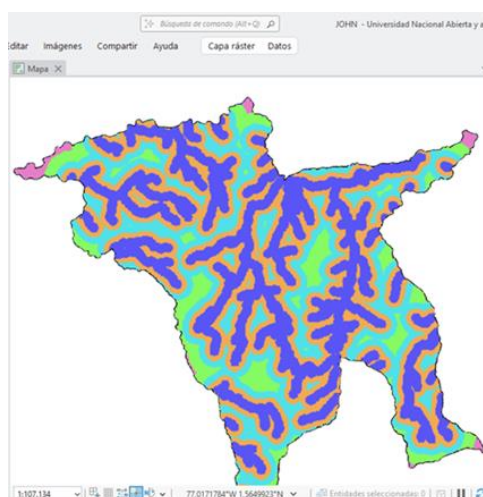 Búsqueda de comando (Alt+Q)
JOHN - Universidad Nacional Abierta y a
Editar Imágenes Compartir Ayuda Capa ráster Datos
Mapa
1:107.134 77.0171784°W 1.5649923°N Entidades seleccionadas: 0